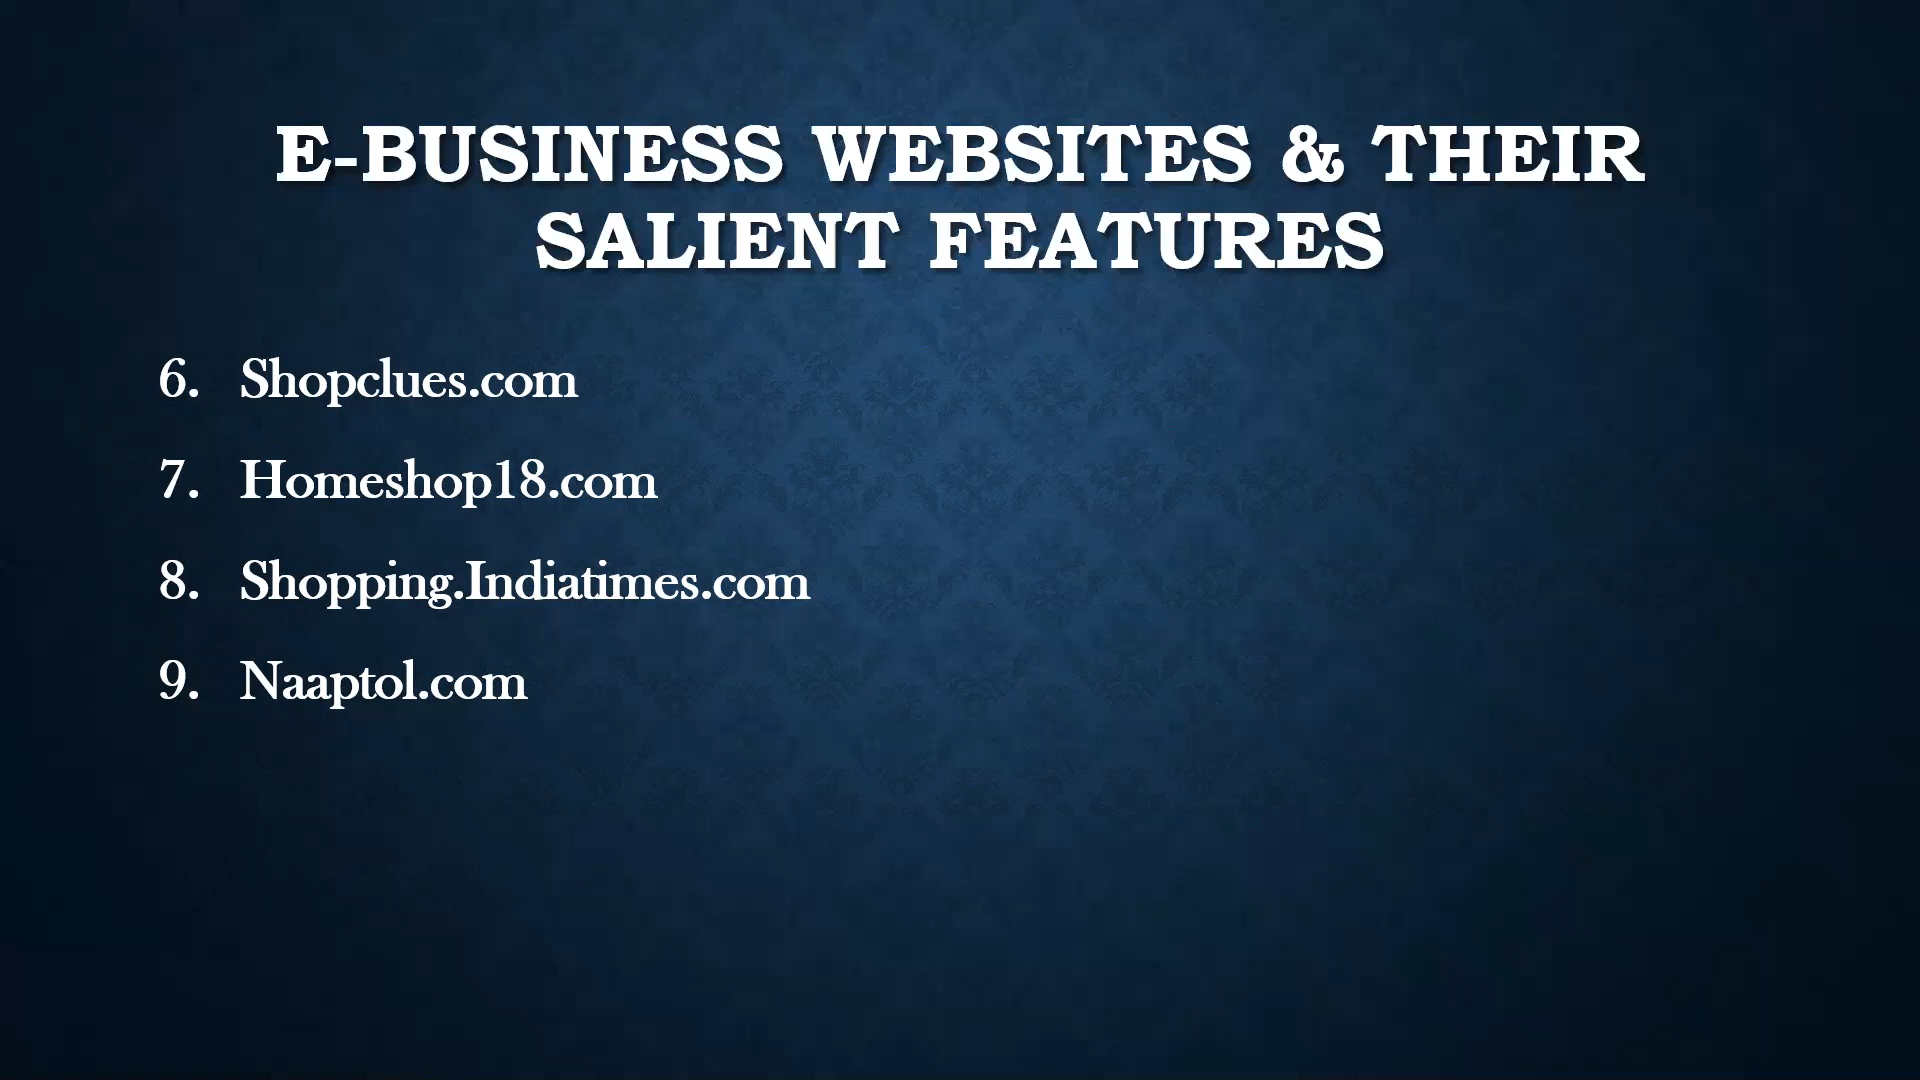 E-BUSINESS WEBSITES & THEIR
SALIENT FEATURES
6. Shopclues.com
7. Homeshop18.com
8. Shopping.Indiatimes.com
9. Naaptol.com